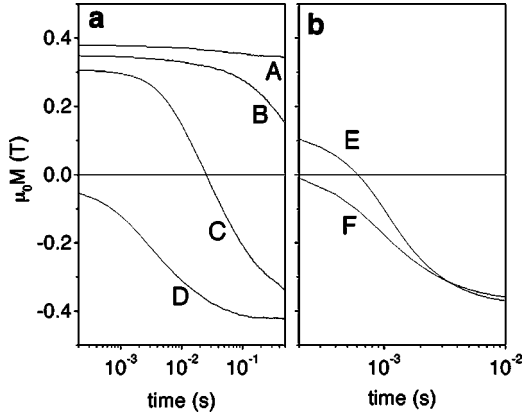 a
b
0.4
0.2
0.0
-0.2
-0.4
μ₀M (T)
A
B
C
D
E
F
10⁻³ 10⁻² 10⁻¹
10⁻³ 10⁻²
time (s)
time (s)